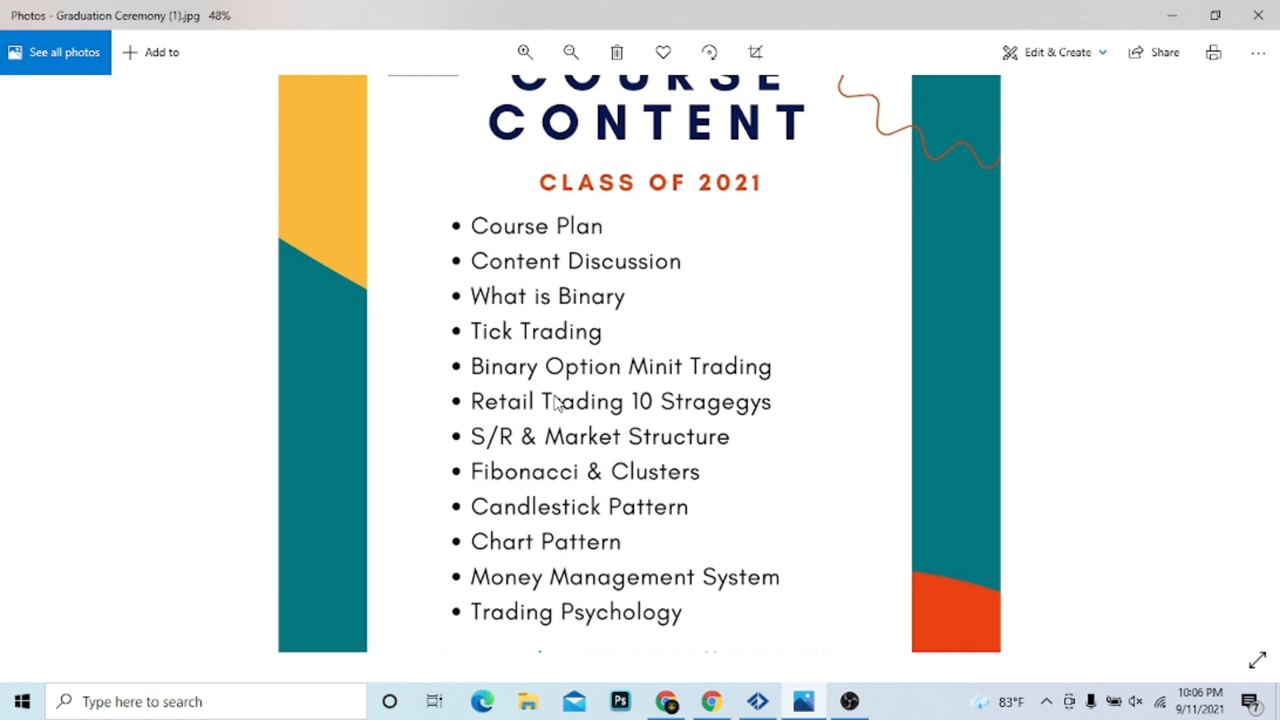 Photos - Graduation Ceremony (1).jpg 48%
See all photos
Add to
Edit & Create
Share
COURSE
CONTENT
CLASS OF 2021
• Course Plan
• Content Discussion
• What is Binary
• Tick Trading
• Binary Option Minit Trading
• Retail Trading 10 Stragegys
• S/R & Market Structure
• Fibonacci & Clusters
• Candlestick Pattern
• Chart Pattern
• Money Management System
• Trading Psychology
Type here to search
Ps
83°F
10:06 PM
9/11/2021
7